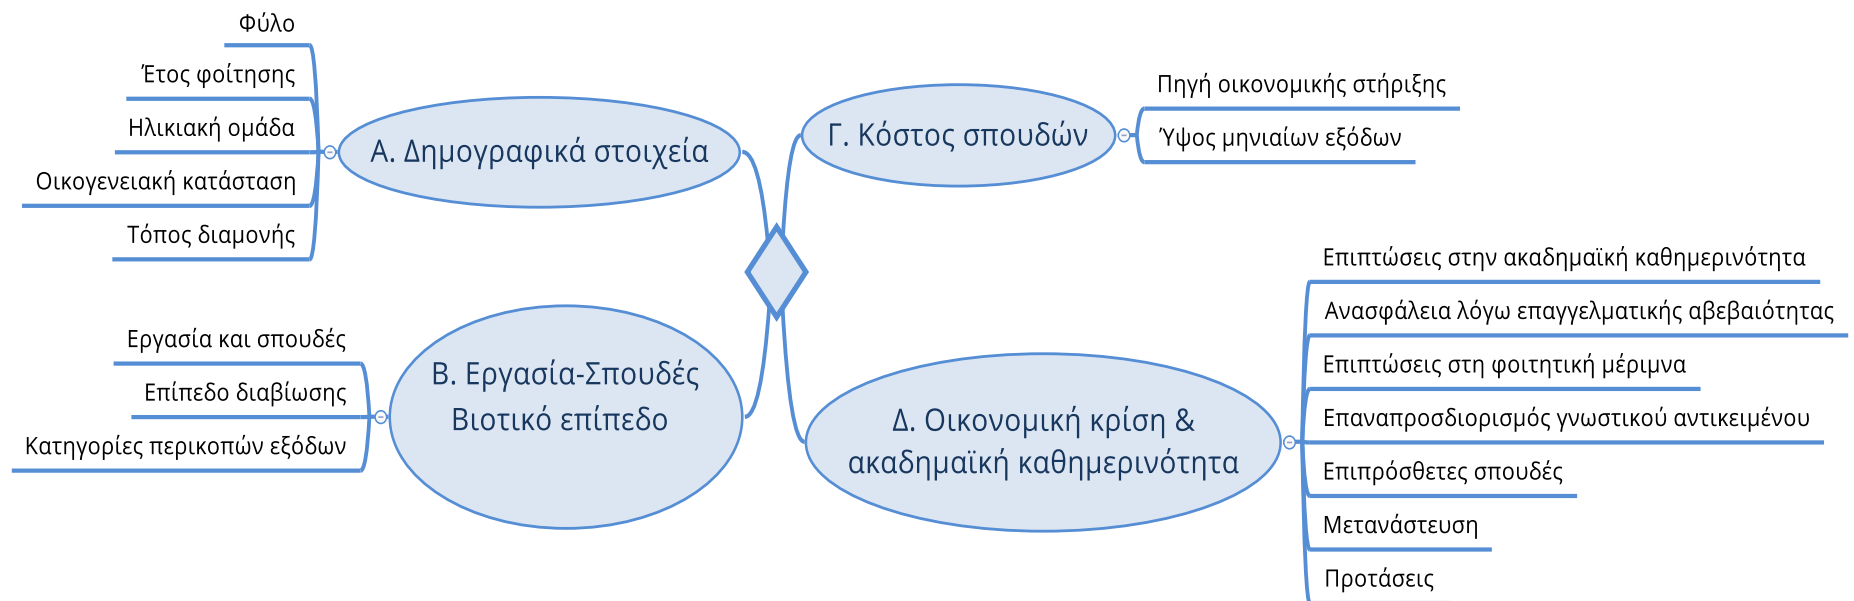 Φύλο
Έτος φοίτησης
Ηλικιακή ομάδα
Οικογενειακή κατάσταση
Τόπος διαμονής
Α. Δημογραφικά στοιχεία
Εργασία και σπουδές
Επίπεδο διαβίωσης
Κατηγορίες περικοπών εξόδων
Β. Εργασία-Σπουδές
Βιοτικό επίπεδο
Γ. Κόστος σπουδών
Πηγή οικονομικής στήριξης
Ύψος μηνιαίων εξόδων
Δ. Οικονομική κρίση &
ακαδημαϊκή καθημερινότητα
Επιπτώσεις στην ακαδημαϊκή καθημερινότητα
Ανασφάλεια λόγω επαγγελματικής αβεβαιότητας
Επιπτώσεις στη φοιτητική μέριμνα
Επαναπροσδιορισμός γνωστικού αντικειμένου
Επιπρόσθετες σπουδές
Μετανάστευση
Προτάσεις